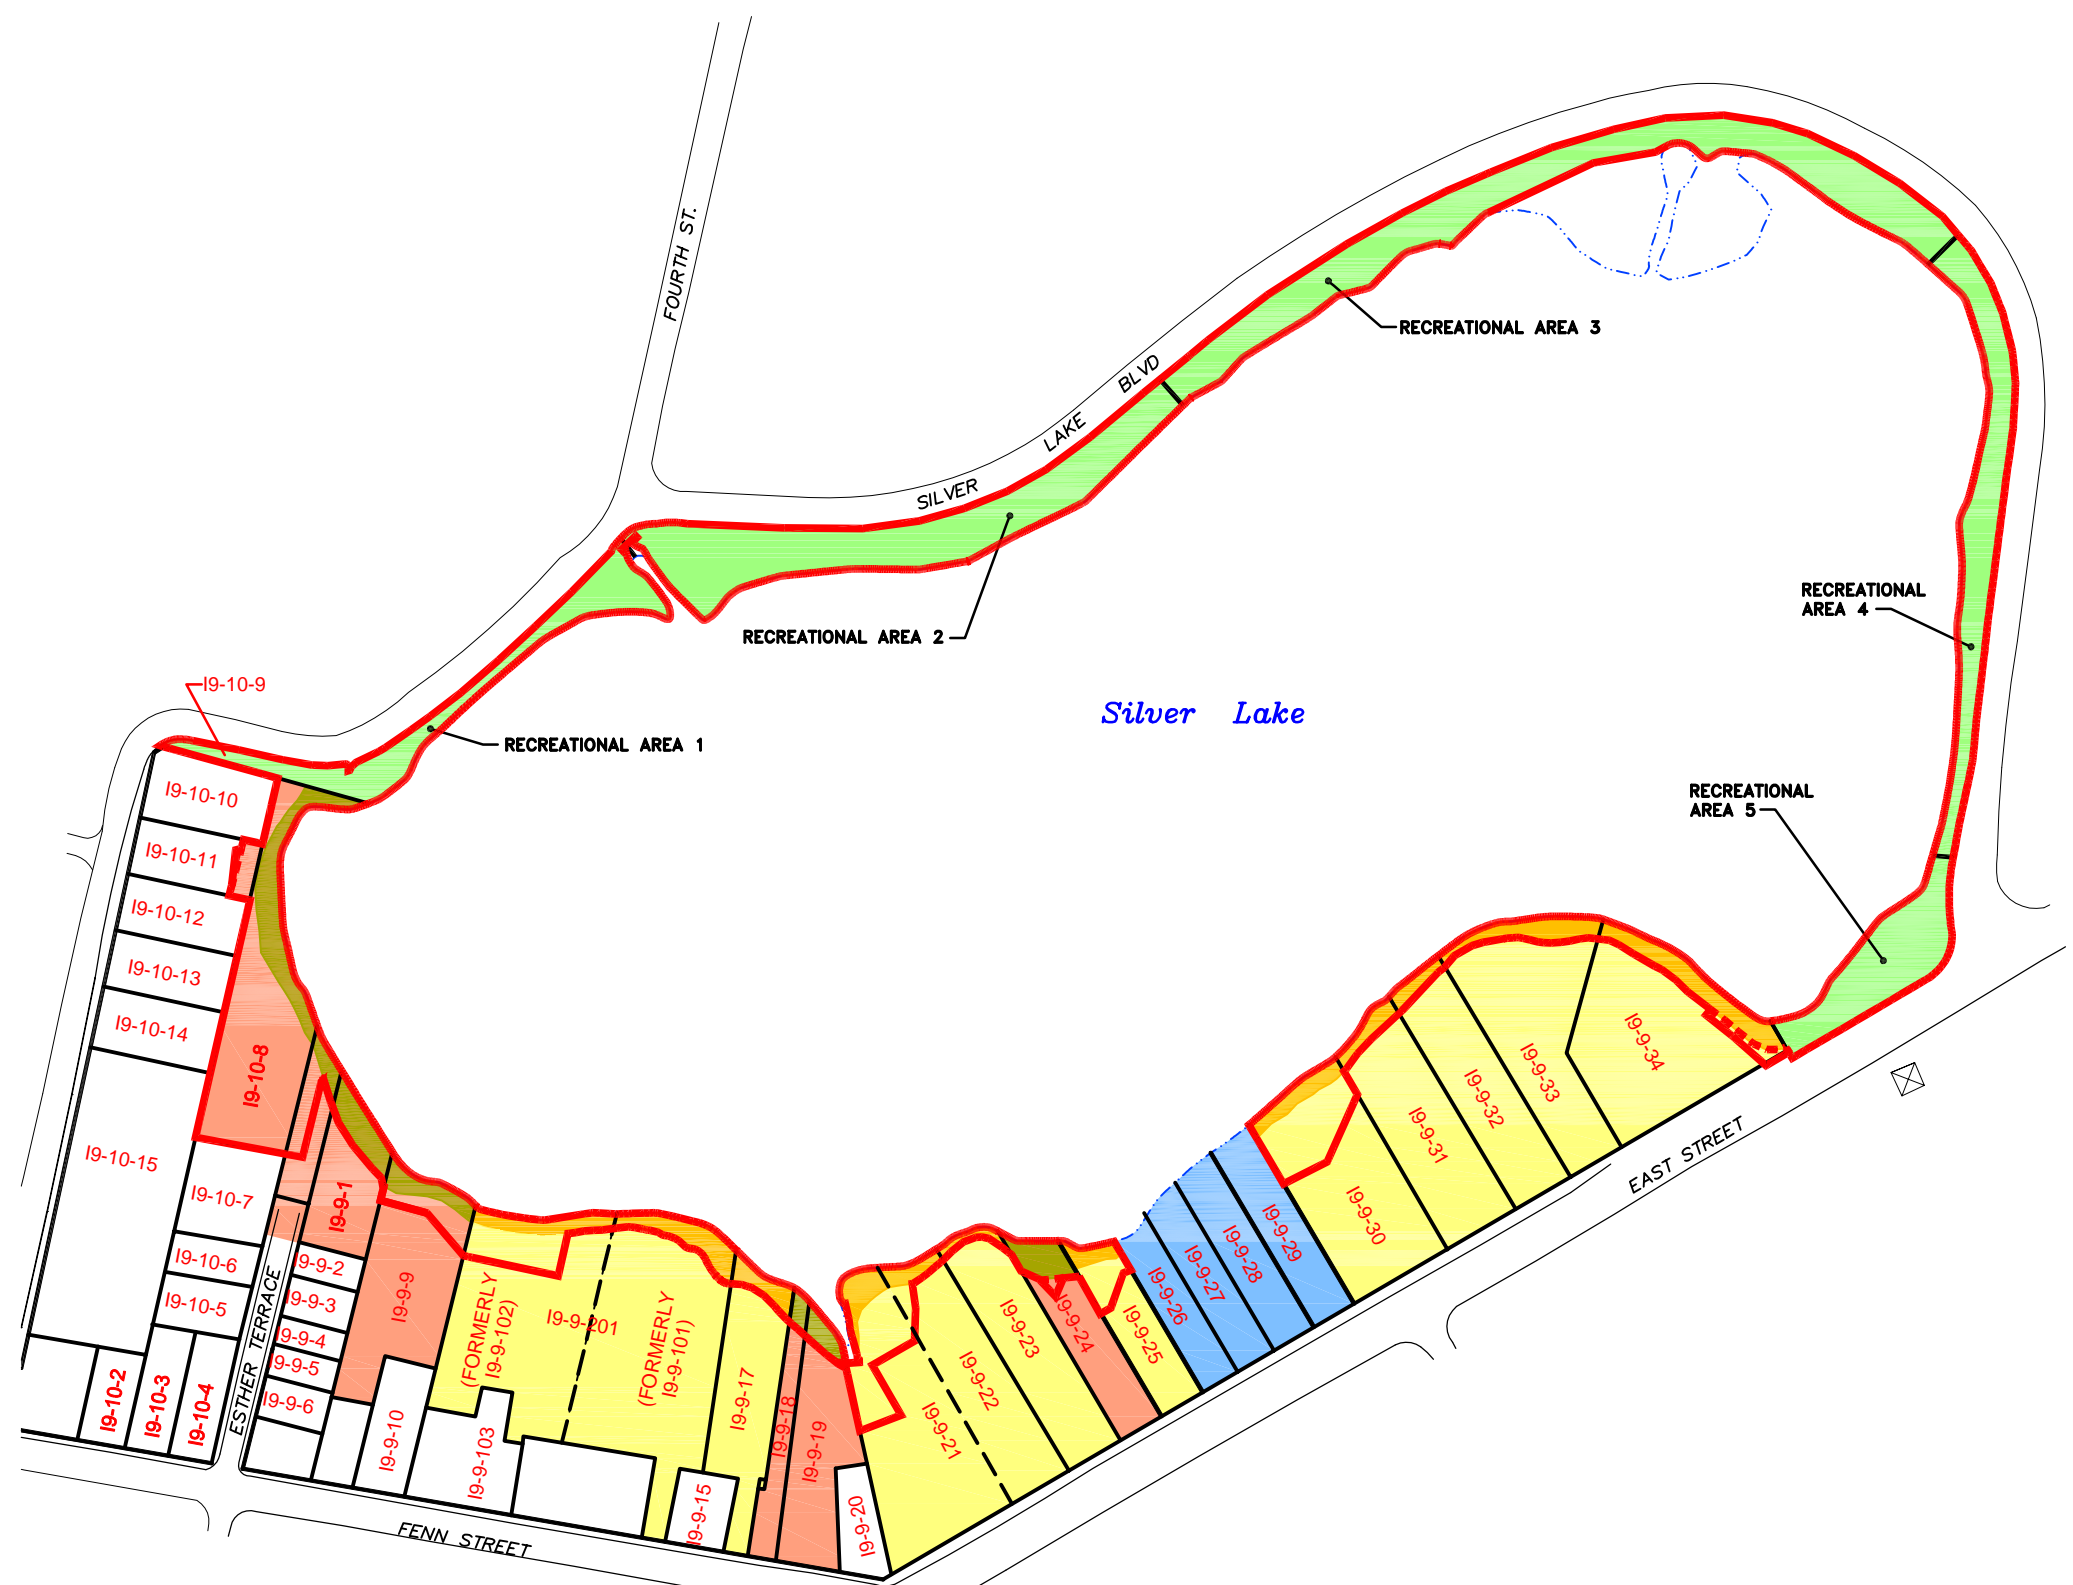 FOURTH ST.
SILVER LAKE BLVD
RECREATIONAL AREA 3
RECREATIONAL
AREA 4
RECREATIONAL AREA 2
I9-10-9
Silver Lake
RECREATIONAL AREA 1
RECREATIONAL
AREA 5
I9-10-10
I9-10-11
I9-10-12
I9-10-13
I9-10-14
I9-10-8
I9-10-15
I9-10-7
I9-10-6
I9-10-5
I9-10-2
I9-10-3
I9-10-4
ESTHER TERRACE
I9-9-1
I9-9-2
I9-9-3
I9-9-4
I9-9-5
I9-9-6
I9-9-9
I9-9-10
(FORMERLY
I9-9-102)
I9-9-201
(FORMERLY
I9-9-101)
I9-9-103
I9-9-15
I9-9-17
I9-9-18
I9-9-19
I9-9-20
I9-9-21
I9-9-22
I9-9-23
I9-9-24
I9-9-25
I9-9-26
I9-9-27
I9-9-28
I9-9-29
I9-9-30
I9-9-31
I9-9-32
I9-9-33
I9-9-34
EAST STREET
FENN STREET